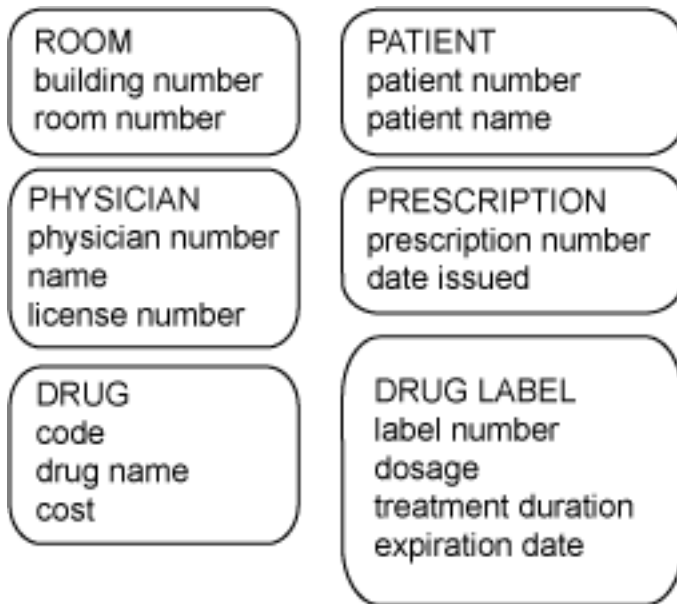 ROOM
building number
room number
PATIENT
patient number
patient name
PHYSICIAN
physician number
name
license number
PRESCRIPTION
prescription number
date issued
DRUG
code
drug name
cost
DRUG LABEL
label number
dosage
treatment duration
expiration date